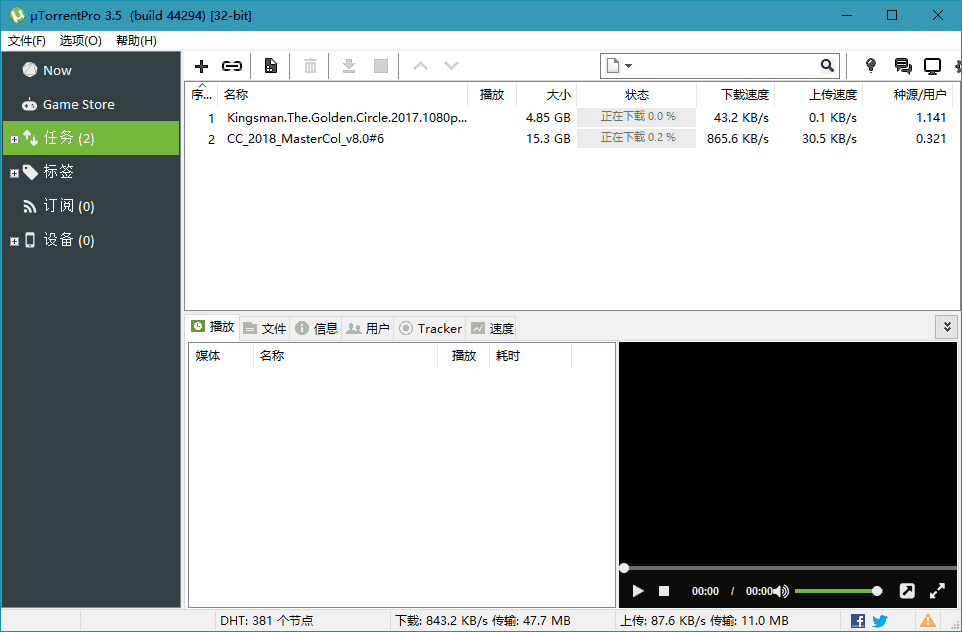 µTorrentPro 3.5 (build 44294) [32-bit]
文件(F) 选项(O) 帮助(H)
Now
Game Store
任务 (2)
标签
订阅 (0)
设备 (0)
序... 名称 播放 大小 状态 下载速度 上传速度 种源/用户
1 Kingsman.The.Golden.Circle.2017.1080p... 4.85 GB 正在下载 0.0 % 43.2 KB/s 0.1 KB/s 1.141
2 CC_2018_MasterCol_v8.0#6 15.3 GB 正在下载 0.2 % 865.6 KB/s 30.5 KB/s 0.321
播放 文件 信息 用户 Tracker 速度
媒体 名称 播放 耗时
00:00 / 00:00
DHT: 381 个节点 下载: 843.2 KB/s 传输: 47.7 MB 上传: 87.6 KB/s 传输: 11.0 MB